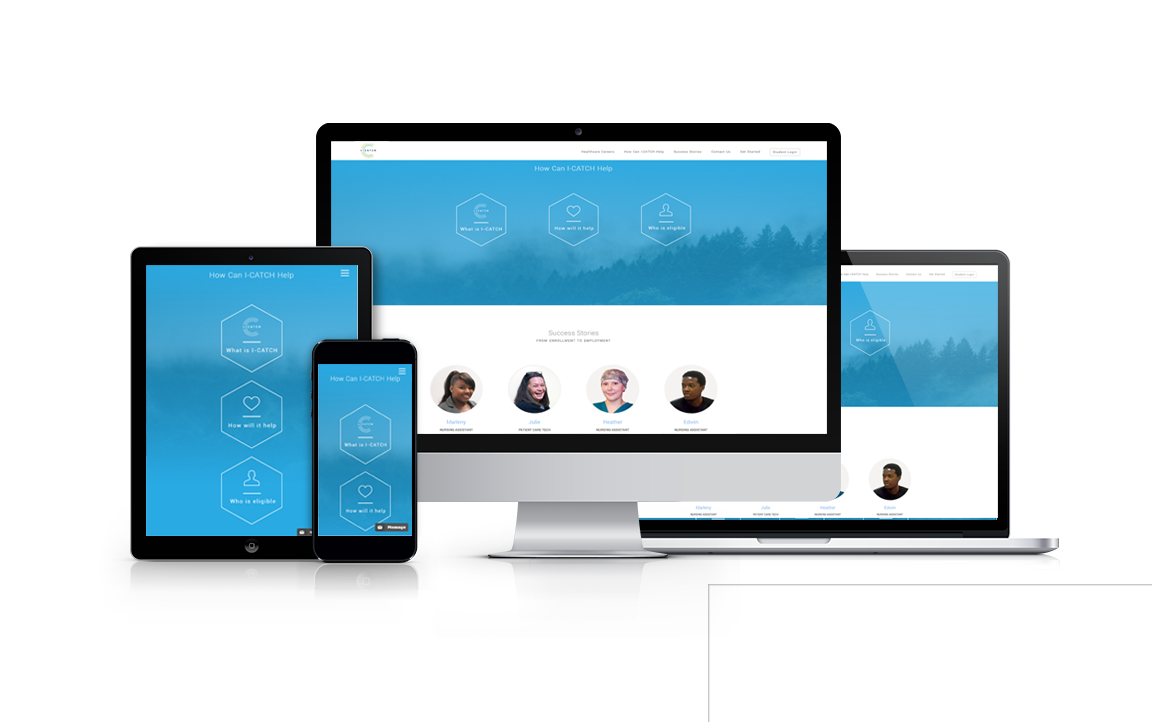 I-CATCH
Healthcare Careers How Can I-CATCH Help Success Stories Contact Us Get Started Student Login
How Can I-CATCH Help
What is I-CATCH
How will it help
Who is eligible
Success Stories
FROM ENROLLMENT TO EMPLOYMENT
Marleny
NURSING ASSISTANT
Julie
PATIENT CARE TECH
Heather
NURSING ASSISTANT
Edwin
NURSING ASSISTANT
How Can I-CATCH Help
I-CATCH
What is I-CATCH
How will it help
Who is eligible
How Can I-CATCH Help
What is I-CATCH
How will it help
Message
I-CATCH Help Success Stories Contact Us Get Started Student Login
Who is eligible
Marleny
NURSING ASSISTANT
Julie
PATIENT CARE TECH
Heather
NURSING ASSISTANT
Edwin
NURSING ASSISTANT